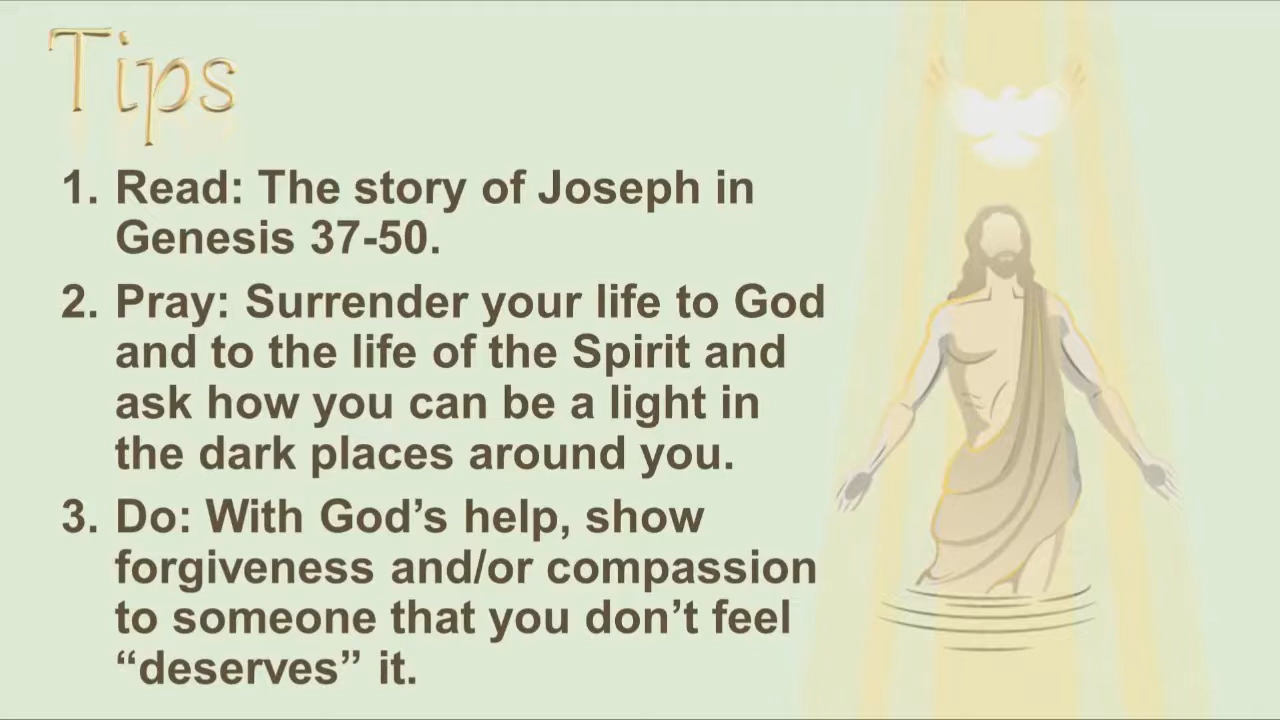 Tips
1. Read: The story of Joseph in
Genesis 37-50.
2. Pray: Surrender your life to God
and to the life of the Spirit and
ask how you can be a light in
the dark places around you.
3. Do: With God’s help, show
forgiveness and/or compassion
to someone that you don’t feel
“deserves” it.